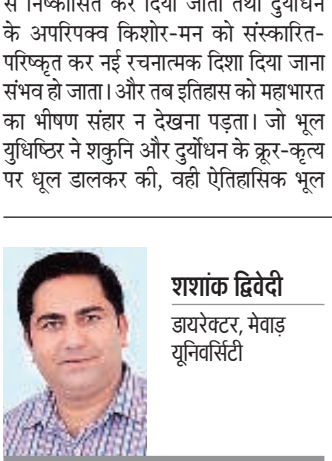 से निष्कासित कर दिया जाता तथा दुर्योधन
के अपरिपक्व किशोर-मन को संस्कारित-
परिष्कृत कर नई रचनात्मक दिशा दिया जाना
संभव हो जाता। और तब इतिहास को महाभारत
का भीषण संहार न देखना पड़ता। जो भूल
युधिष्ठिर ने शकुनि और दुर्योधन के क्रूर-कृत्य
पर धूल डालकर की, वही ऐतिहासिक भूल
शशांक द्विवेदी
डायरेक्टर, मेवाड़
यूनिवर्सिटी